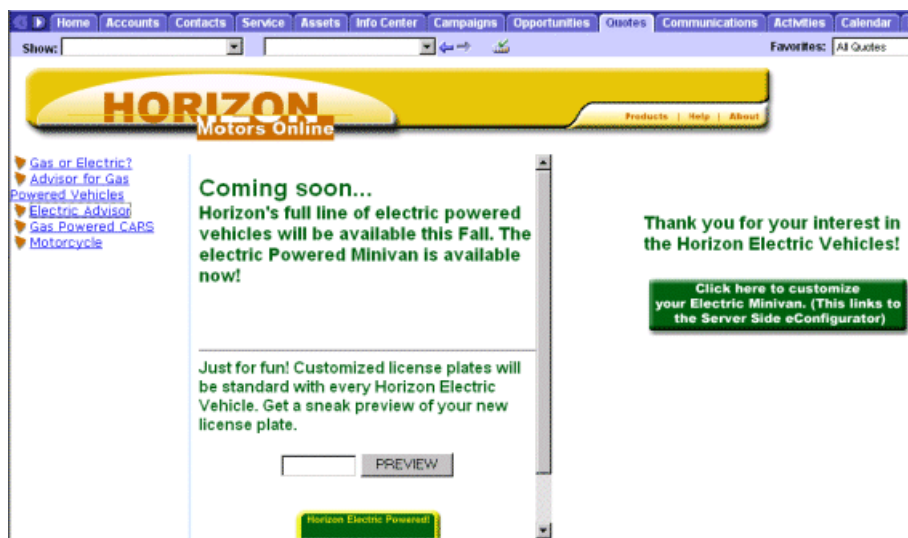 Home Accounts Contacts Service Assets Info Center Campaigns Opportunities Quotes Communications Activities Calendar
Show: Favorites: All Quotes
HORIZON
Motors Online
Products | Help | About
Gas or Electric?
Advisor for Gas
Powered Vehicles
Electric Advisor
Gas Powered CARS
Motorcycle
Coming soon...
Horizon's full line of electric powered
vehicles will be available this Fall. The
electric Powered Minivan is available
now!
Just for fun! Customized license plates will
be standard with every Horizon Electric
Vehicle. Get a sneak preview of your new
license plate.
PREVIEW
Horizon Electric Powered!
Thank you for your interest in
the Horizon Electric Vehicles!
Click here to customize
your Electric Minivan. (This links to
the Server Side eConfigurator)